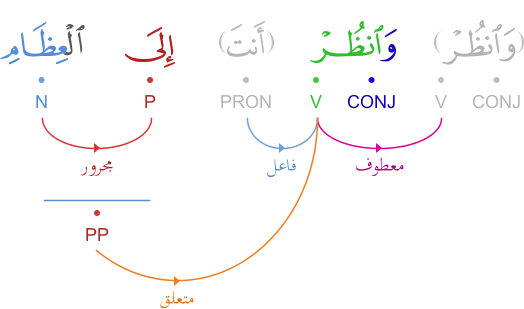 (وَٱنظُرْ) وَٱنظُرْ (أَنتَ) إِلَى ٱلْعِظَامِ
N P PRON V CONJ V CONJ
مجرور فاعل معطوف
PP
متعلق